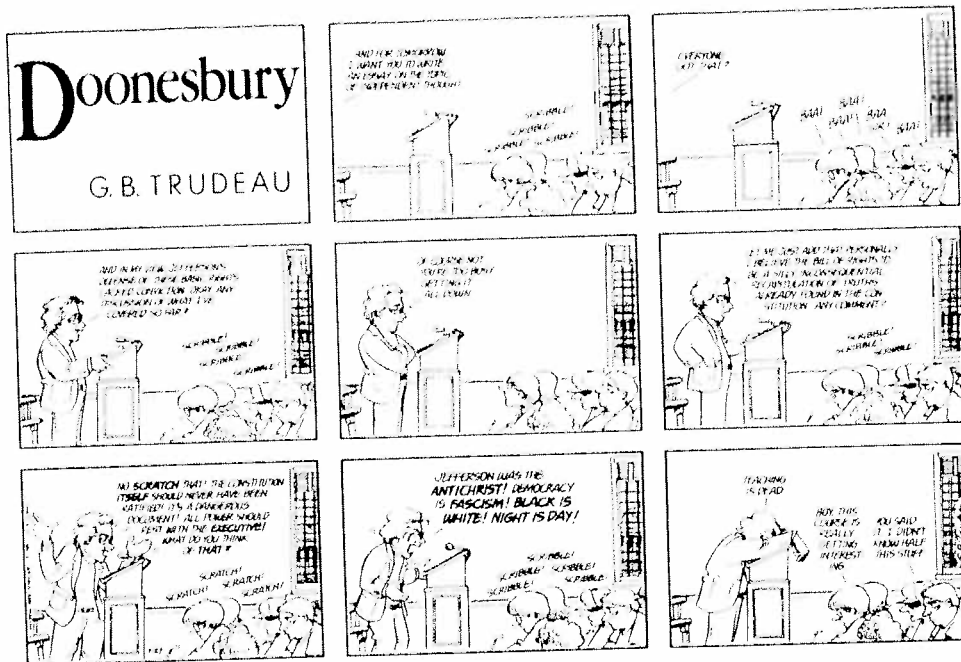 Doonesbury
G.B. TRUDEAU
AND FOR TOMORROW
I WANT YOU TO WRITE
AN ESSAY ON THE TOPIC
OF INDEPENDENT THOUGHT
SCRIBBLE!
SCRIBBLE!
SCRIBBLE! SCRIBBLE!
EVERYONE
GOT THAT?
BAA! BAA!
BAA! BAA
BAA!
AND IN MY VIEW, JEFFERSON'S
DEFENSE OF THESE BASIC RIGHTS
LACKED CONVICTION. OKAY, ANY
DISCUSSION OF WHAT I'VE
COVERED SO FAR?
SCRIBBLE!
SCRIBBLE!
SCRIBBLE!
SCRIBBLE!
OF COURSE NOT
YOU'RE TOO BUSY
GETTING IT
ALL DOWN
LET ME JUST ADD THAT PERSONALLY
I BELIEVE THE BILL OF RIGHTS TO
BE A SILLY, INCONSEQUENTIAL
RECAPITULATION OF TRUTHS
ALREADY FOUND IN THE CON-
STITUTION. ANY COMMENT?
SCRIBBLE!
SCRIBBLE!
SCRIBBLE!
NO SCRATCH THAT! THE CONSTITUTION
ITSELF SHOULD NEVER HAVE BEEN
RATIFIED! IT'S A DANGEROUS
DOCUMENT! ALL POWER SHOULD
REST WITH THE EXECUTIVE!
WHAT DO YOU THINK
OF THAT?
SCRATCH!
SCRATCH!
SCRATCH!
SCRATCH!
JEFFERSON WAS THE
ANTICHRIST! DEMOCRACY
IS FASCISM! BLACK IS
WHITE! NIGHT IS DAY!
SCRIBBLE!
SCRIBBLE!
SCRIBBLE!
SCRIBBLE!
TEACHING
IS DEAD
BOY, THIS
COURSE IS
REALLY
GETTING
INTEREST
ING
YOU SAID
IT. I DIDN'T
KNOW HALF
THIS STUFF